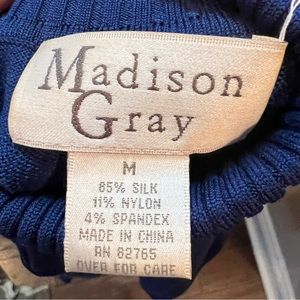 Madison
Gray
M
85% SILK
11% NYLON
4% SPANDEX
MADE IN CHINA
RN 82765
OVER FOR CARE